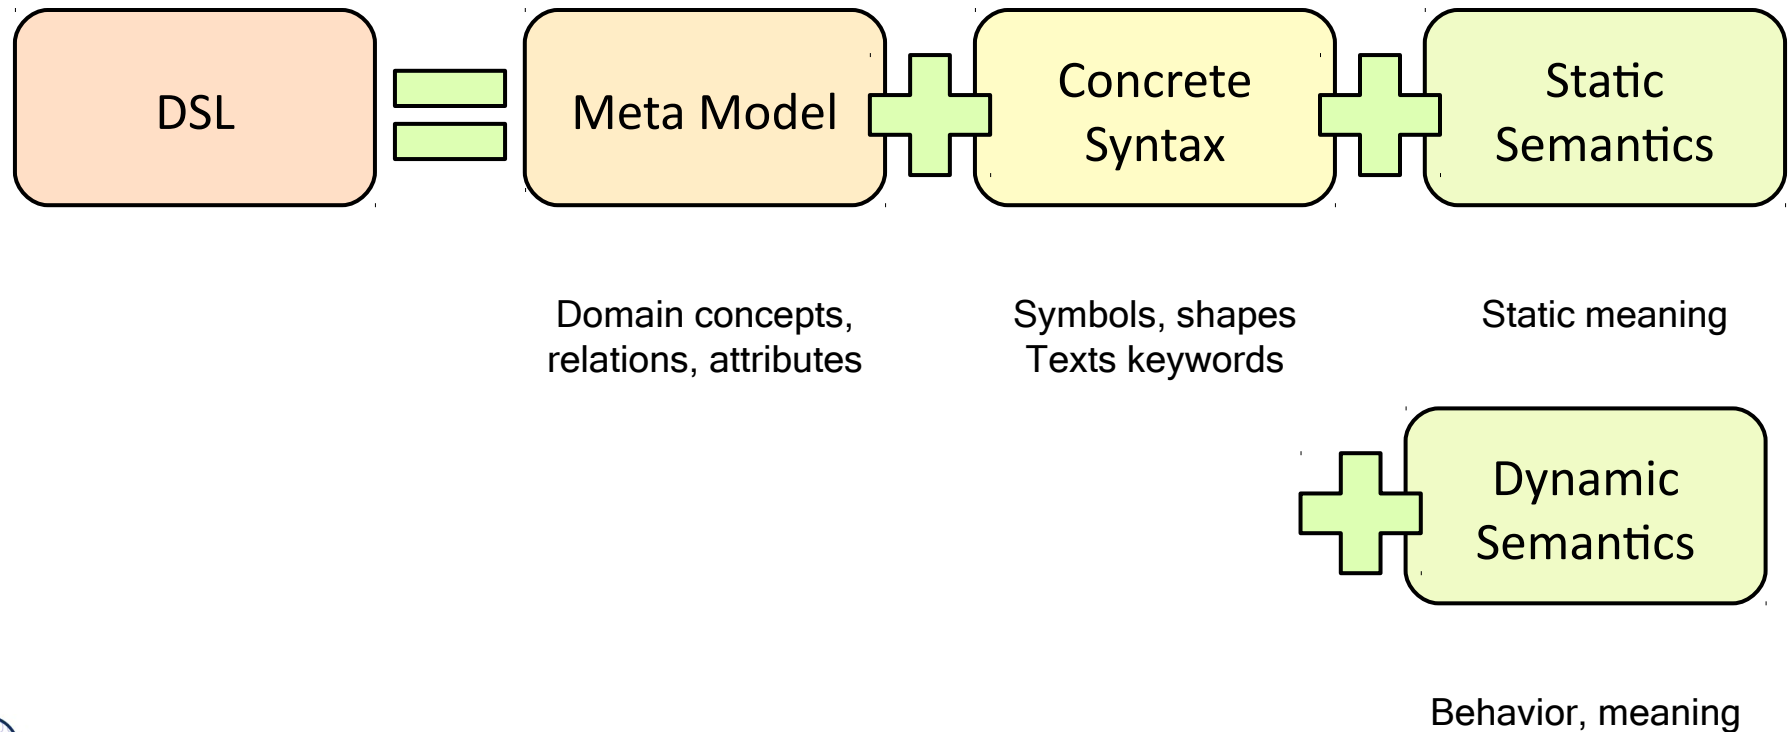 DSL
Meta Model
Concrete
Syntax
Static
Semantics
Domain concepts,
relations, attributes
Symbols, shapes
Texts keywords
Static meaning
Dynamic
Semantics
Behavior, meaning